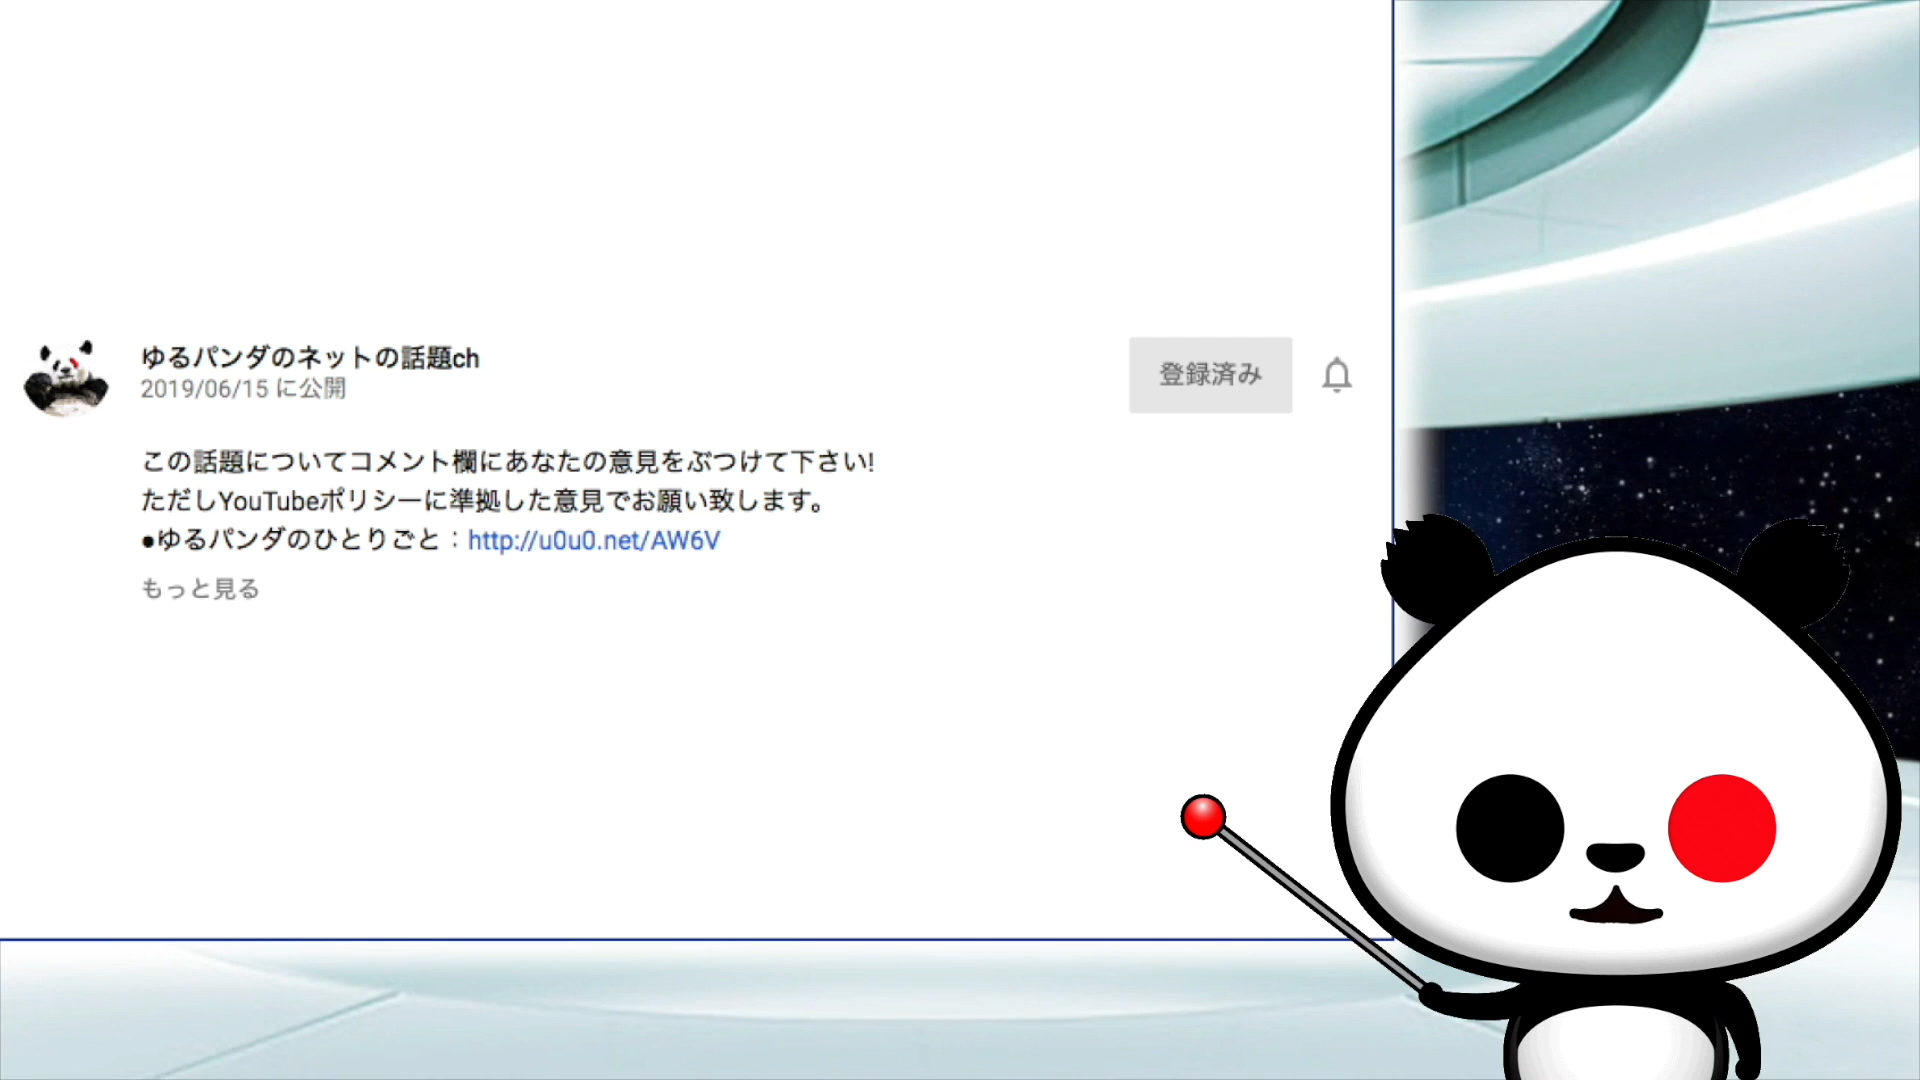 ゆるパンダのネットの話題ch
2019/06/15 に公開
登録済み
この話題についてコメント欄にあなたの意見をぶつけて下さい!
ただしYouTubeポリシーに準拠した意見でお願い致します。
●ゆるパンダのひとりごと：http://u0u0.net/AW6V
もっと見る